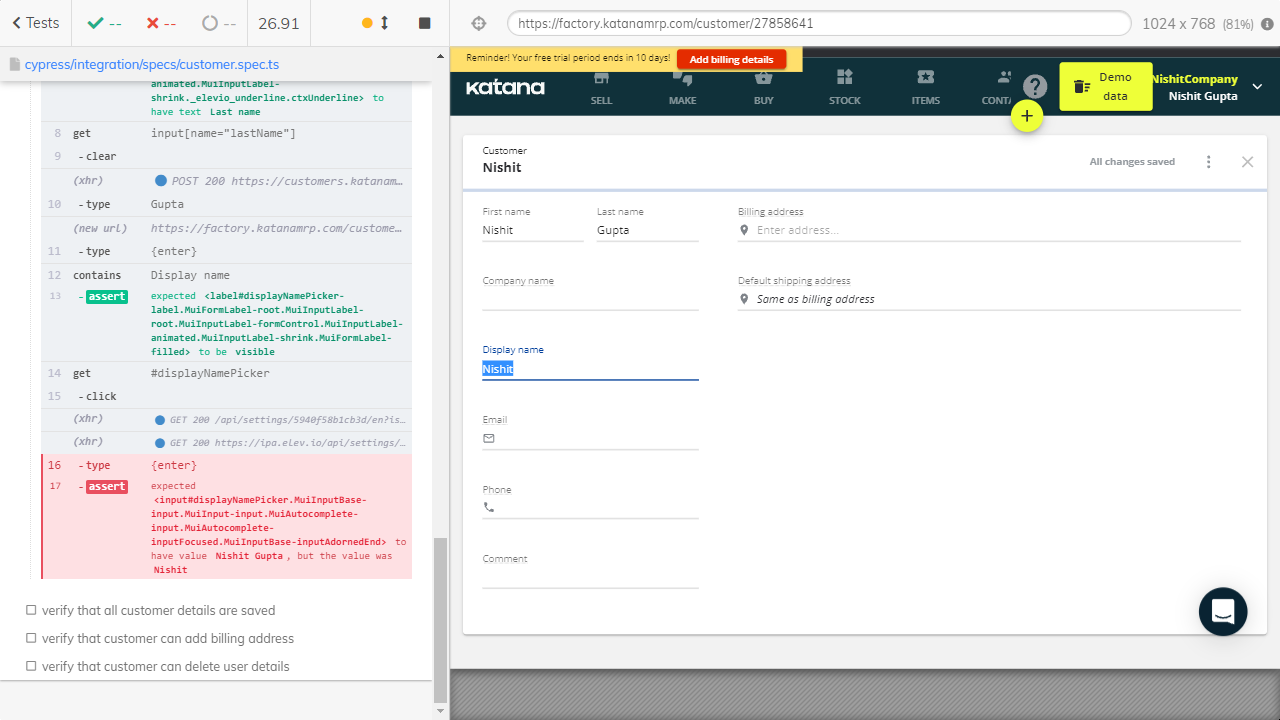 Tests
--
--
--
26.91
cypress/integration/specs/customer.spec.ts
animated.MuiInputLabel-
shrink._elevio_underline.ctxUnderline> to
have text Last name
8 get input[name="lastName"]
9 -clear
(xhr) POST 200 https://customers.katanam…
10 -type Gupta
(new url) https://factory.katanamrp.com/custome…
11 -type {enter}
12 contains Display name
13 -assert expected <label#displayNamePicker-
label.MuiFormLabel-root.MuiInputLabel-
root.MuiInputLabel-formControl.MuiInputLabel-
animated.MuiInputLabel-shrink.MuiFormLabel-
filled> to be visible
14 get #displayNamePicker
15 -click
(xhr) GET 200 /api/settings/5940f58b1cb3d/en?is…
(xhr) GET 200 https://ipa.elev.io/api/settings/…
16 -type {enter}
17 -assert expected
<input#displayNamePicker.MuiInputBase-
input.MuiInput-input.MuiAutocomplete-
input.MuiAutocomplete-
inputFocused.MuiInputBase-inputAdornedEnd> to
have value Nishit Gupta, but the value was
Nishit
verify that all customer details are saved
verify that customer can add billing address
verify that customer can delete user details
https://factory.katanamrp.com/customer/27858641
1024 x 768 (81%)
Reminder! Your free trial period ends in 10 days! Add billing details
katana
SELL
MAKE
BUY
STOCK
ITEMS
CONTA
?
Demo
data
NishitCompany
Nishit Gupta
+
Customer
Nishit
All changes saved
First name
Nishit
Last name
Gupta
Billing address
Enter address...
Company name
Default shipping address
Same as billing address
Display name
Nishit
Email
Phone
Comment